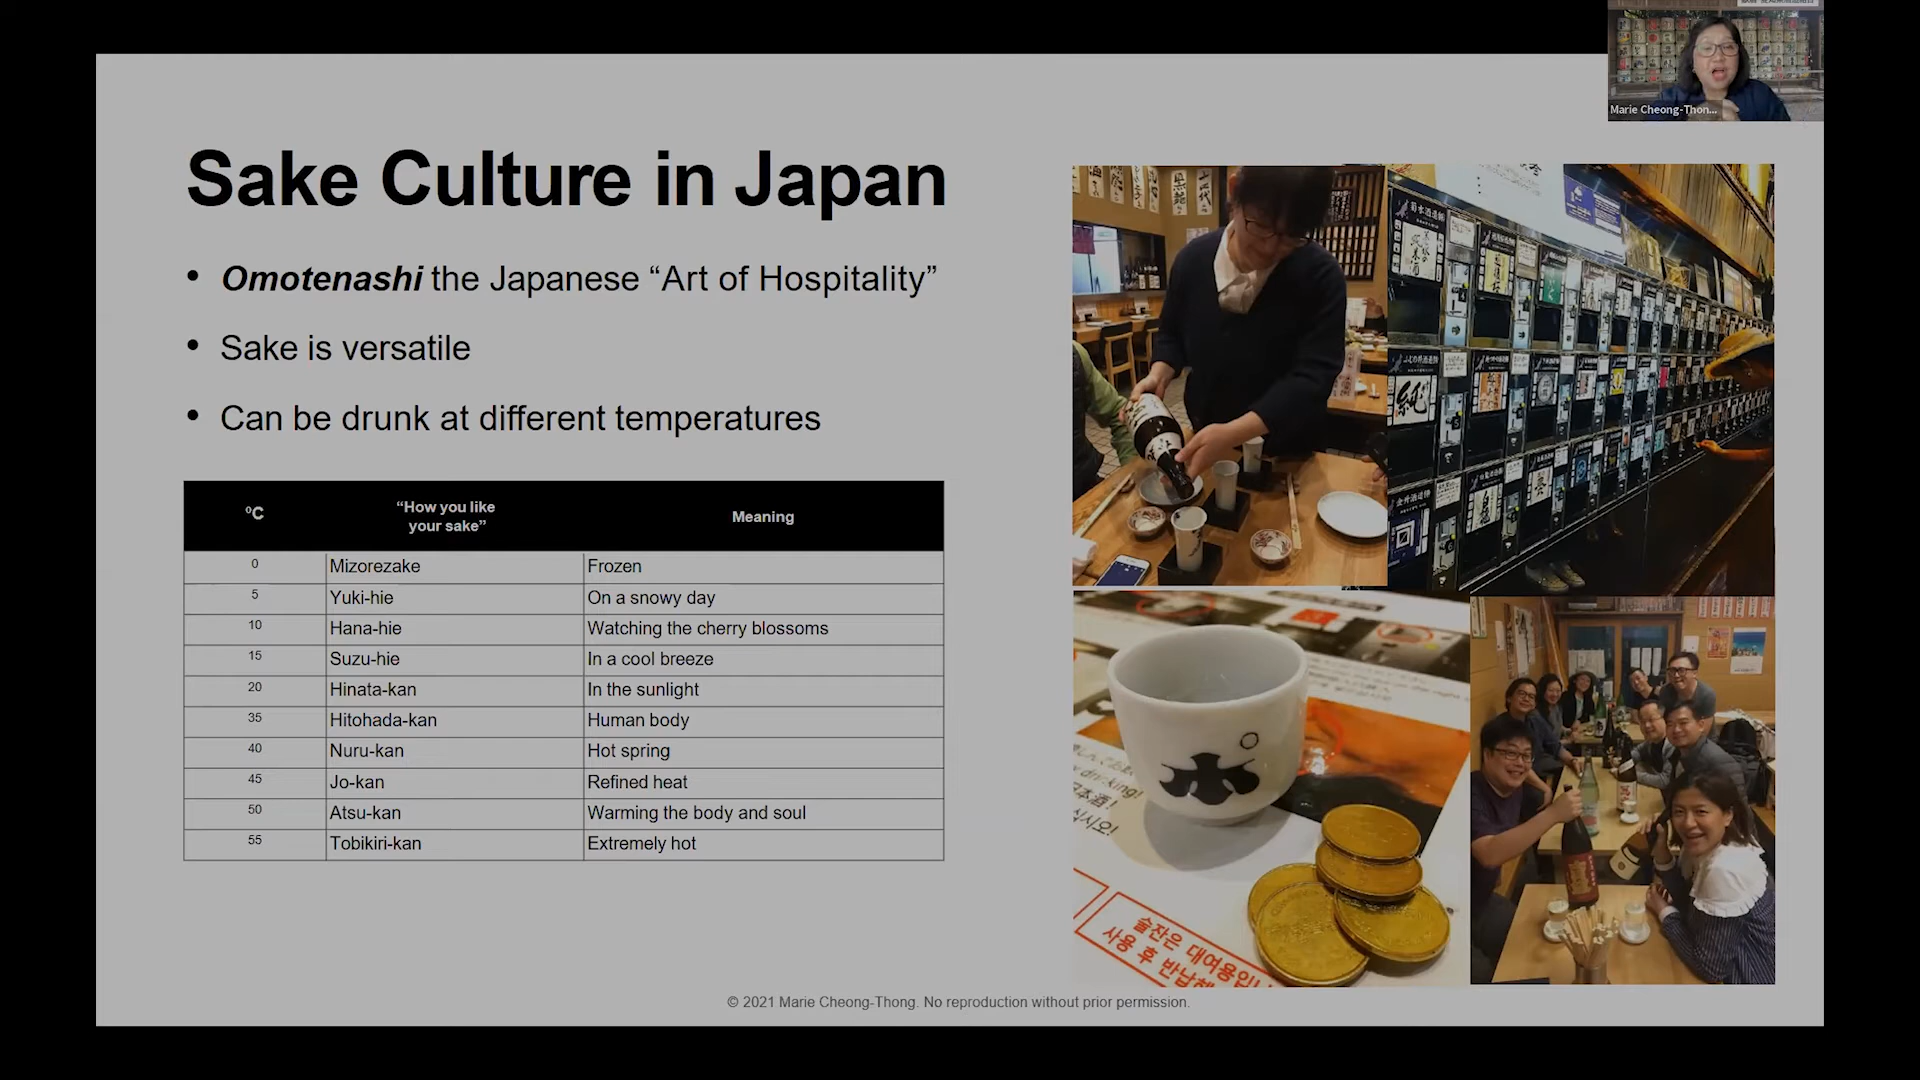 Marie Cheong-Thon...
Sake Culture in Japan
• Omotenashi the Japanese “Art of Hospitality”
• Sake is versatile
• Can be drunk at different temperatures
ºC “How you like your sake” Meaning
0 Mizorezake Frozen
5 Yuki-hie On a snowy day
10 Hana-hie Watching the cherry blossoms
15 Suzu-hie In a cool breeze
20 Hinata-kan In the sunlight
35 Hitohada-kan Human body
40 Nuru-kan Hot spring
45 Jo-kan Refined heat
50 Atsu-kan Warming the body and soul
55 Tobikiri-kan Extremely hot
술잔은 대여용입니
사용 후 반납해
© 2021 Marie Cheong-Thong. No reproduction without prior permission.